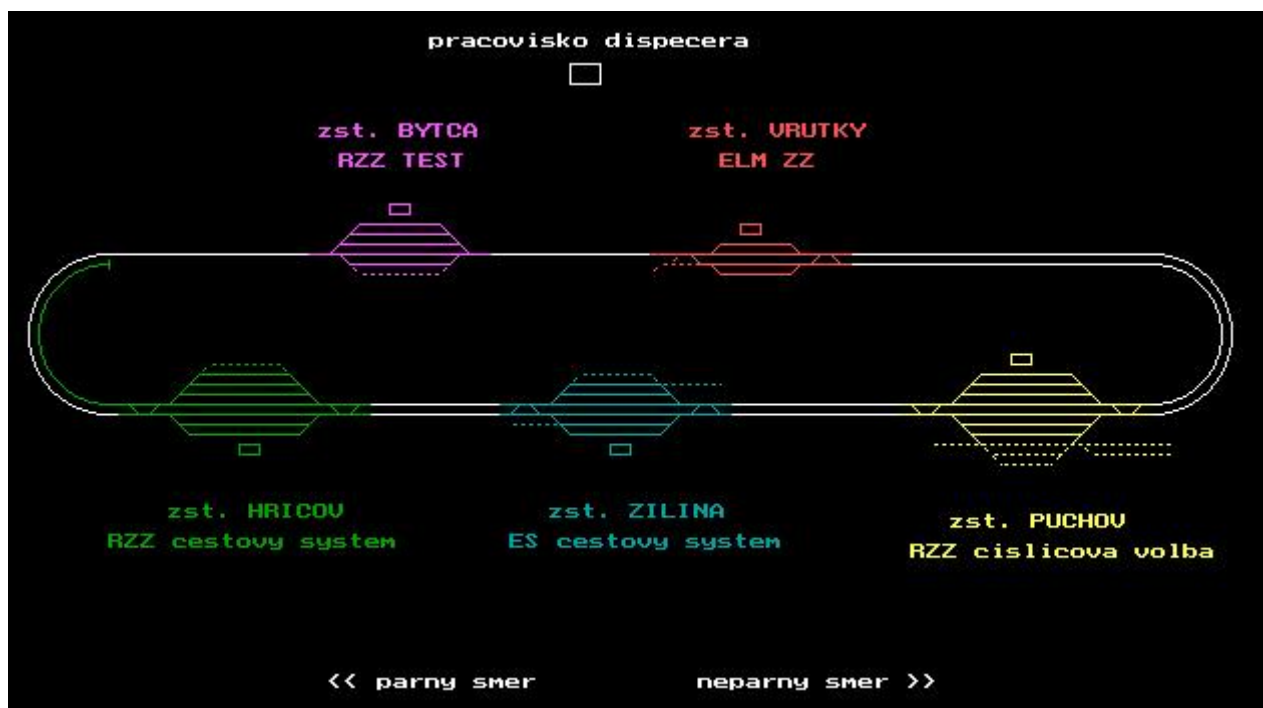 pracovisko dispecera
zst. BYTCA
RZZ TEST
zst. VRUTKY
ELM ZZ
zst. HRICOV
RZZ cestovy system
zst. ZILINA
ES cestovy system
zst. PUCHOV
RZZ cislicova volba
<< parny smer
neparny smer >>